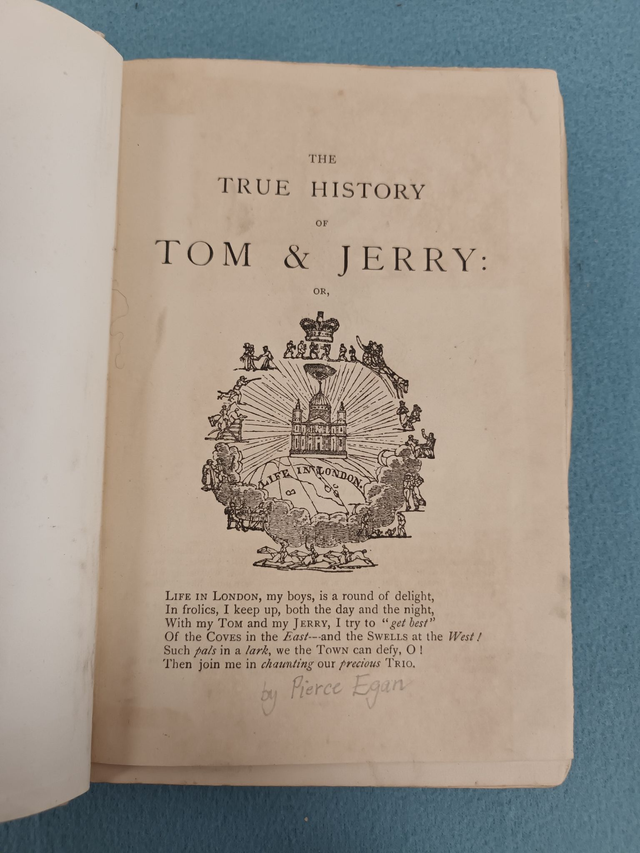 THE
TRUE HISTORY
OF
TOM & JERRY:
OR,
LIFE IN LONDON.
LIFE IN LONDON, my boys, is a round of delight,
In frolics, I keep up, both the day and the night,
With my TOM and my JERRY, I try to "get best"
Of the COVES in the East—and the SWELLS at the West!
Such pals in a lark, we the TOWN can defy, O!
Then join me in chaunting our precious TRIO.
by Pierce Egan